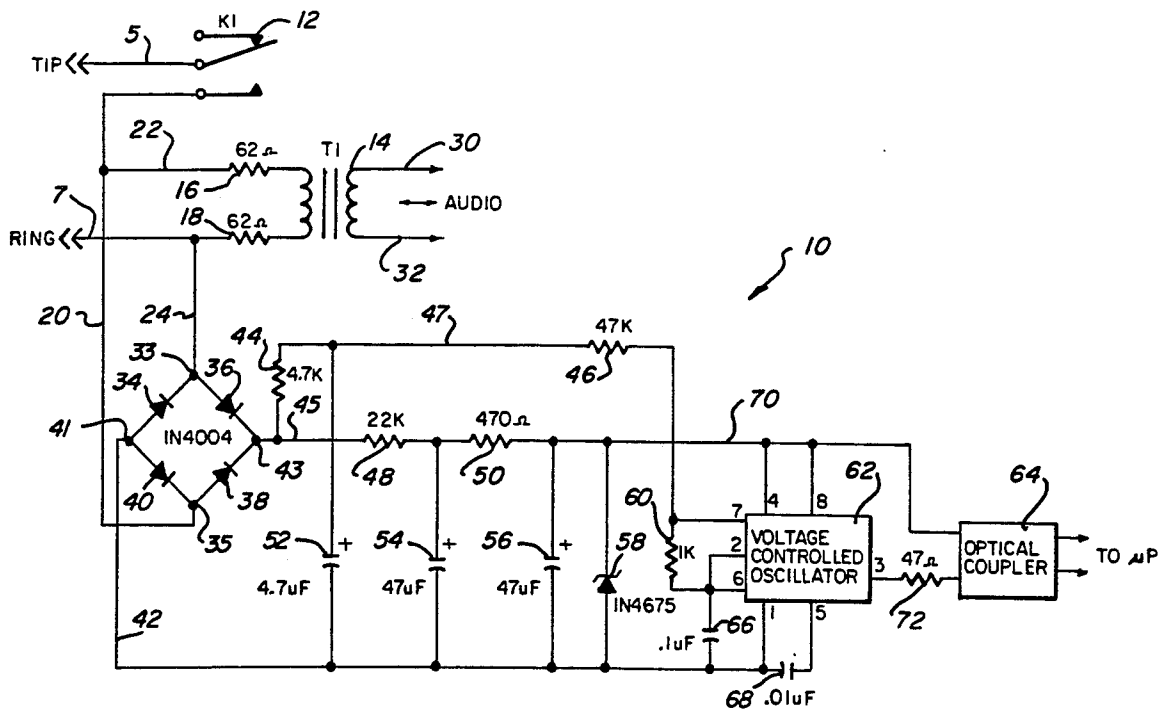 K1 12
5
TIP
22
62Ω
T1
14 30
16
AUDIO
7
18
RING
62Ω
32
10
20
24
47
47K
33
44
4.7K
46
34
36
45
70
41
IN4004
22K
470Ω
43
48
50
62
64
40
38
35
60
4
8
7
52
54
56
58
1K
2
VOLTAGE
CONTROLLED
OSCILLATOR
3
47Ω
OPTICAL
COUPLER
TO µP
6
4.7uF
47uF
47uF
IN4675
1
5
72
42
66
.1uF
68
.01uF